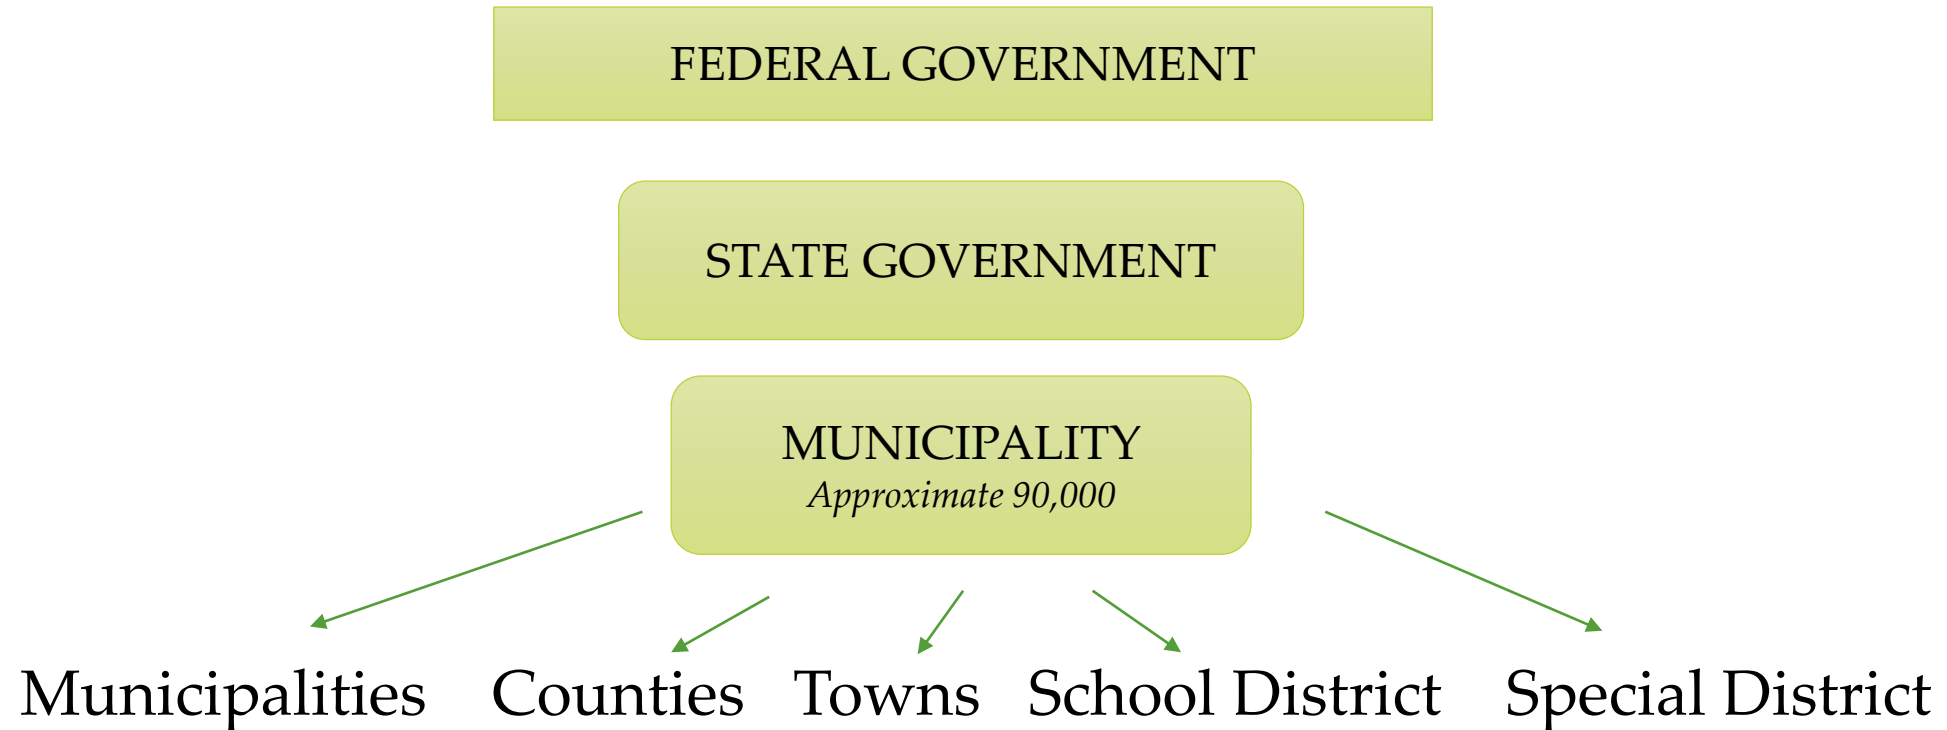 FEDERAL GOVERNMENT
STATE GOVERNMENT
MUNICIPALITY
Approximate 90,000
Municipalities Counties Towns School District Special District